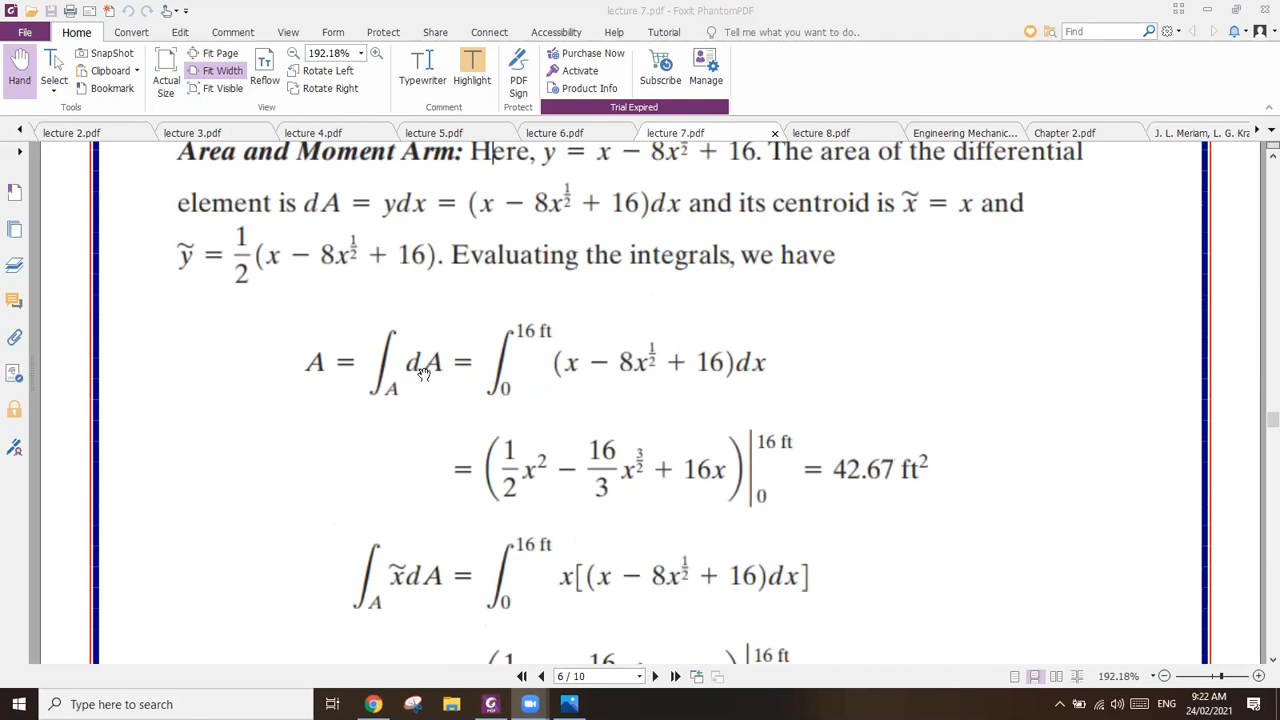 lecture 7.pdf - Foxit PhantomPDF
File Home Convert Edit Comment View Form Protect Share Connect Accessibility Help Tutorial Tell me what you want to do.. Find
Hand
Select
SnapShot
Clipboard
Bookmark
Tools
Actual Size
Fit Page
Fit Width
Fit Visible
Reflow
192.18%
Rotate Left
Rotate Right
View
Typewriter
Highlight
Comment
PDF Sign
Protect
Purchase Now
Activate
Product Info
Subscribe
Manage
Trial Expired
lecture 2.pdf lecture 3.pdf lecture 4.pdf lecture 5.pdf lecture 6.pdf lecture 7.pdf lecture 8.pdf Engineering Mechanic... Chapter 2.pdf J. L. Meriam, L. G. Kra
Area and Moment Arm: Here, y = x − 8x^{1/2} + 16. The area of the differential
element is dA = ydx = (x − 8x^{1/2} + 16)dx and its centroid is x̃ = x and
ỹ = 1/2 (x − 8x^{1/2} + 16). Evaluating the integrals, we have
A = ∫_A dA = ∫_0^{16 ft} (x − 8x^{1/2} + 16)dx
= (1/2 x² − 16/3 x^{3/2} + 16x) |_0^{16 ft} = 42.67 ft²
∫_A x̃dA = ∫_0^{16 ft} x[(x − 8x^{1/2} + 16)dx]
16 ft
6 / 10 192.18%
Type here to search
ENG
9:22 AM
24/02/2021